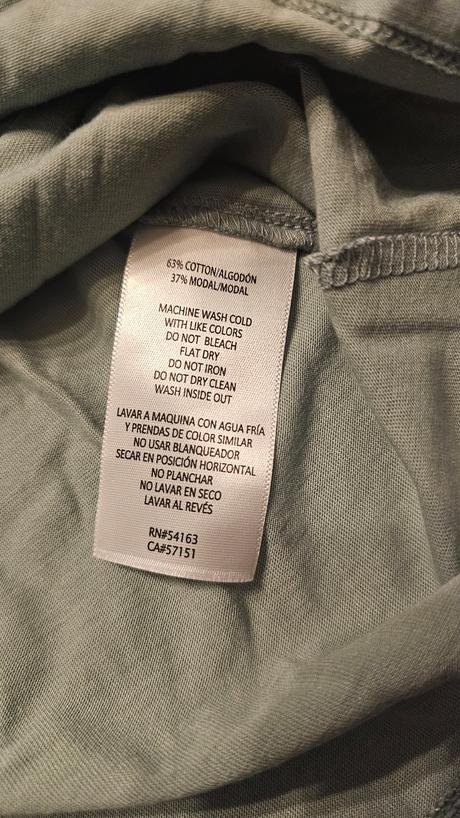 63% COTTON/ALGODÓN
37% MODAL/MODAL
MACHINE WASH COLD
WITH LIKE COLORS
DO NOT BLEACH
FLAT DRY
DO NOT IRON
DO NOT DRY CLEAN
WASH INSIDE OUT
LAVAR A MAQUINA CON AGUA FRÍA
Y PRENDAS DE COLOR SIMILAR
NO USAR BLANQUEADOR
SECAR EN POSICIÓN HORIZONTAL
NO PLANCHAR
NO LAVAR EN SECO
LAVAR AL REVÉS
RN#54163
CA#57151